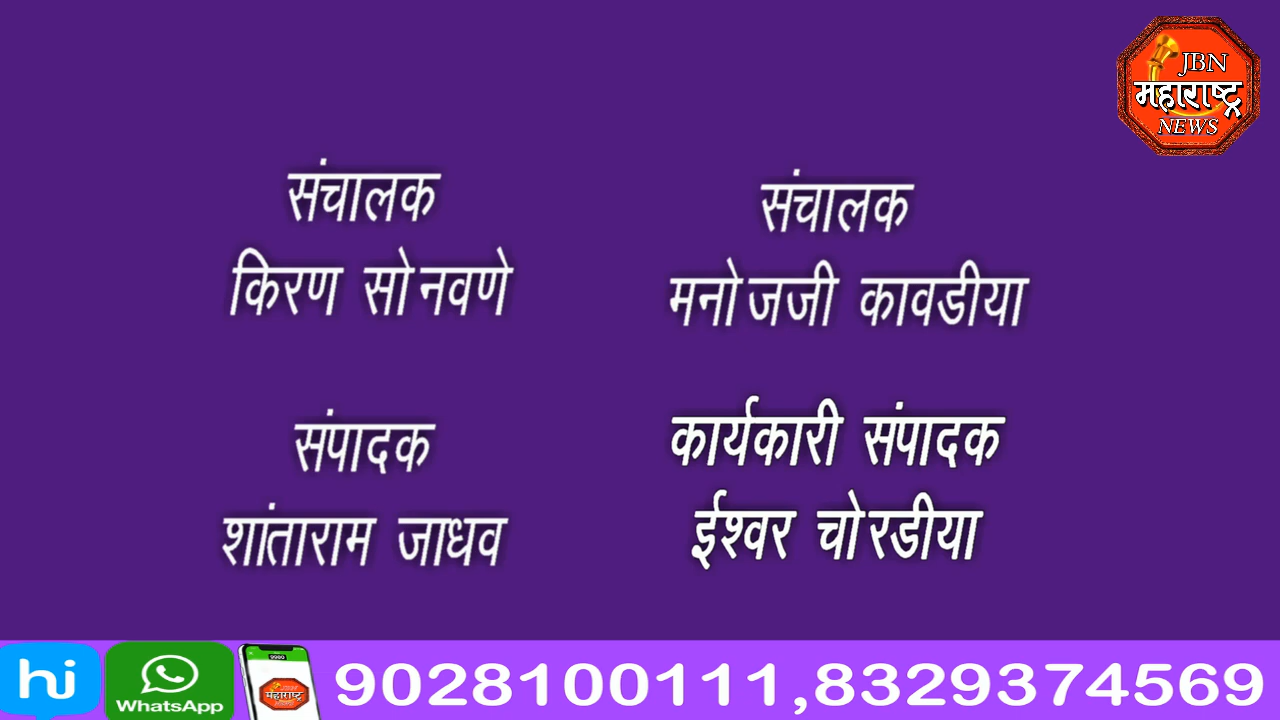 JBN
महाराष्ट्र
NEWS
संचालक
किरण सोनवणे
संचालक
मनोजजी कावडीया
संपादक
शांताराम जाधव
कार्यकारी संपादक
ईश्वर चोरडीया
hi
WhatsApp
महाराष्ट्र
9028100111,8329374569